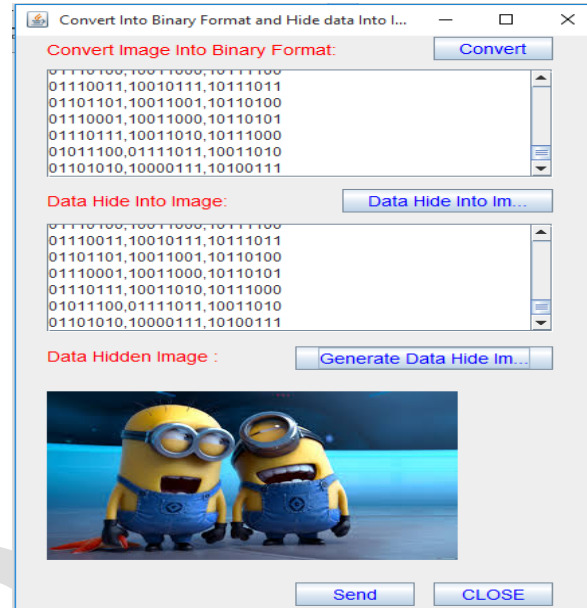 Convert Into Binary Format and Hide data Into I...
Convert Image Into Binary Format:
Convert
01110100,10011000,10111100
01110011,10010111,10111011
01101101,10011001,10110100
01110001,10011000,10110101
01110111,10011010,10111000
01011100,01111011,10011010
01101010,10000111,10100111
Data Hide Into Image:
Data Hide Into Im...
01110011,10010111,10111011
01101101,10011001,10110100
01110001,10011000,10110101
01110111,10011010,10111000
01011100,01111011,10011010
01101010,10000111,10100111
Data Hidden Image :
Generate Data Hide Im...
Send
CLOSE